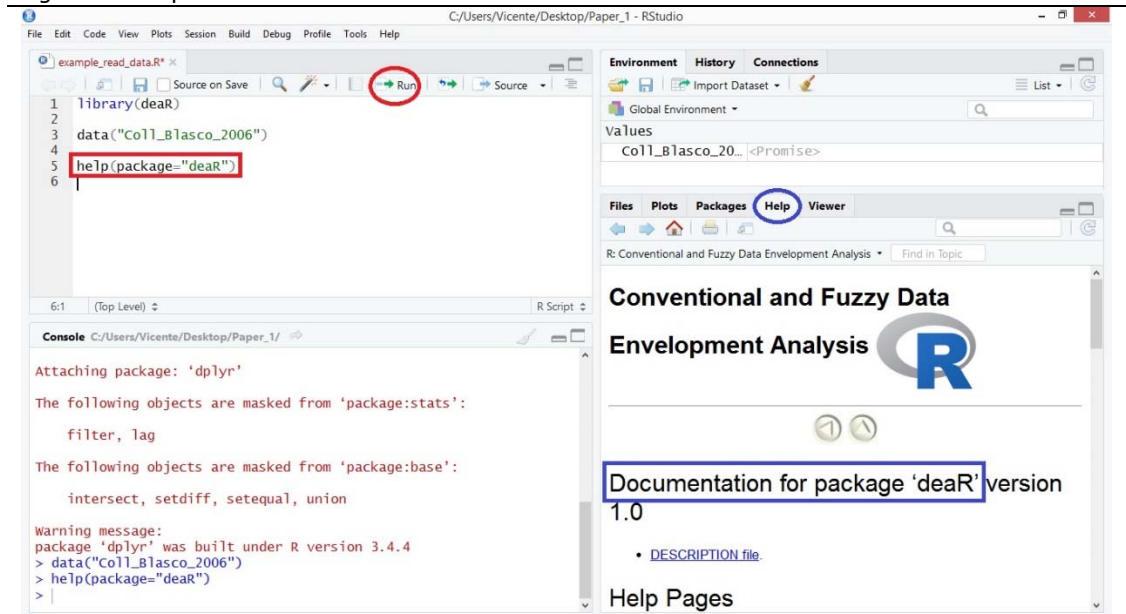 C:/Users/Vicente/Desktop/Paper_1 - RStudio
File Edit Code View Plots Session Build Debug Profile Tools Help
example_read_data.R* ×
Source on Save Run Source
1 library(deaR)
2
3 data("Coll_Blasco_2006")
4
5 help(package="deaR")
6
6:1 (Top Level) R Script
Console C:/Users/Vicente/Desktop/Paper_1/
Attaching package: ‘dplyr’
The following objects are masked from ‘package:stats’:
filter, lag
The following objects are masked from ‘package:base’:
intersect, setdiff, setequal, union
Warning message:
package ‘dplyr’ was built under R version 3.4.4
> data("Coll_Blasco_2006")
> help(package="deaR")
>
Environment History Connections
Import Dataset List
Global Environment
Values
Coll_Blasco_20… <Promise>
Files Plots Packages Help Viewer
R: Conventional and Fuzzy Data Envelopment Analysis Find in Topic
Conventional and Fuzzy Data
Envelopment Analysis R
Documentation for package ‘deaR’ version
1.0
• DESCRIPTION file.
Help Pages